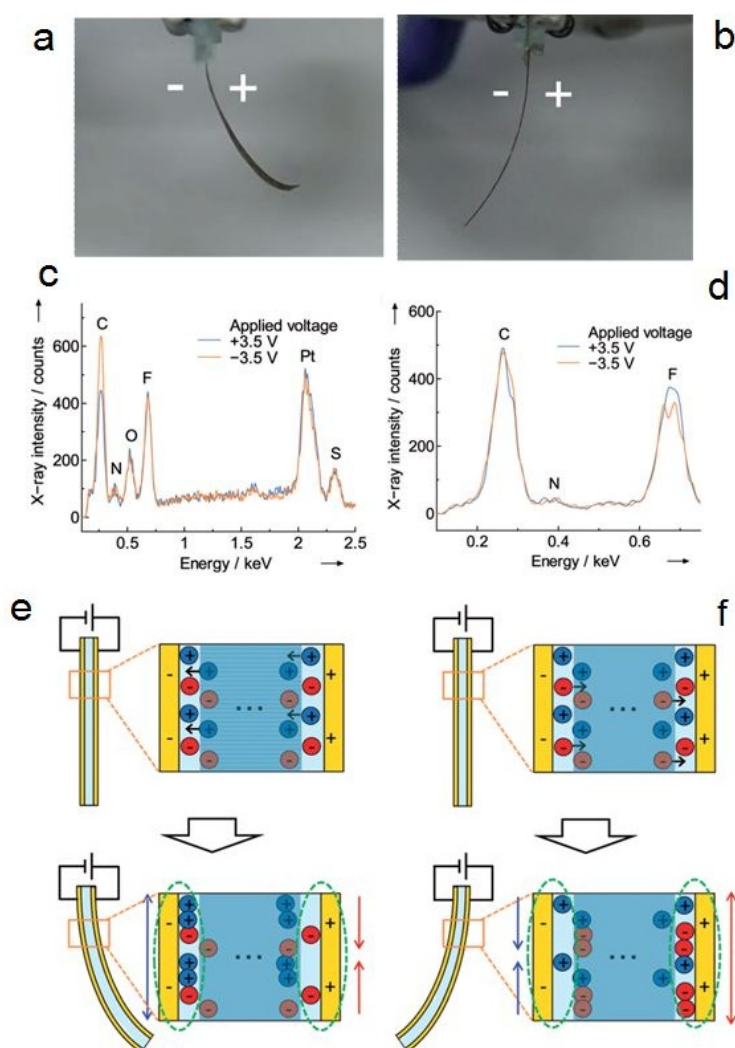 a
b
- +
- +
c
C
N
O
F
Pt
S
Applied voltage
+3.5 V
−3.5 V
X−ray intensity / counts
600
400
200
0
0.5
1
1.5
2
2.5
Energy / keV
d
C
N
F
Applied voltage
+3.5 V
−3.5 V
X−ray intensity / counts
600
400
200
0
0.2
0.4
0.6
Energy / keV
e
f